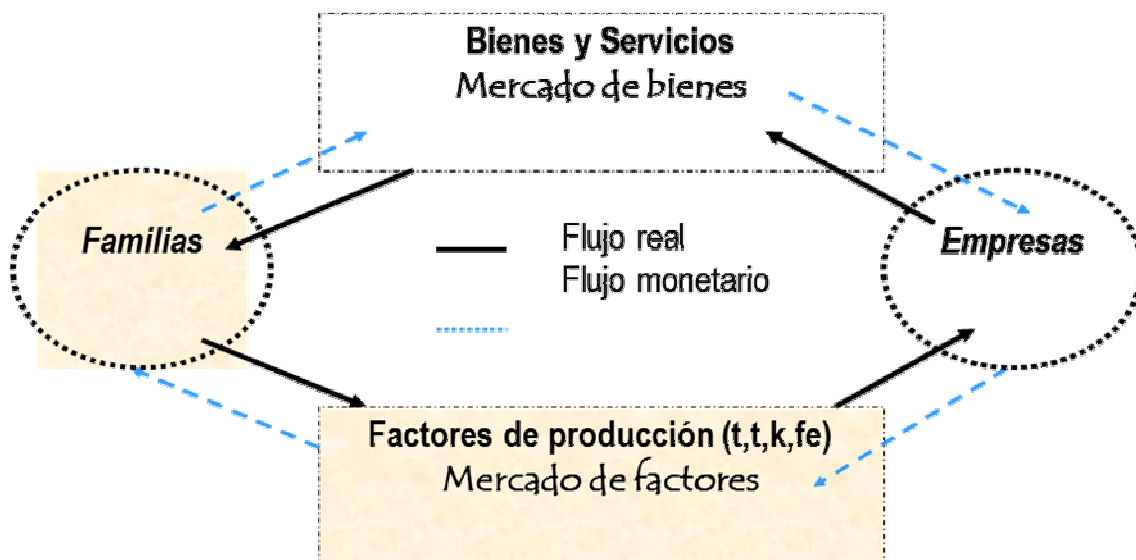 Bienes y Servicios
Mercado de bienes
Familias
Flujo real
Flujo monetario
Empresas
Factores de producción (t,t,k,fe)
Mercado de factores